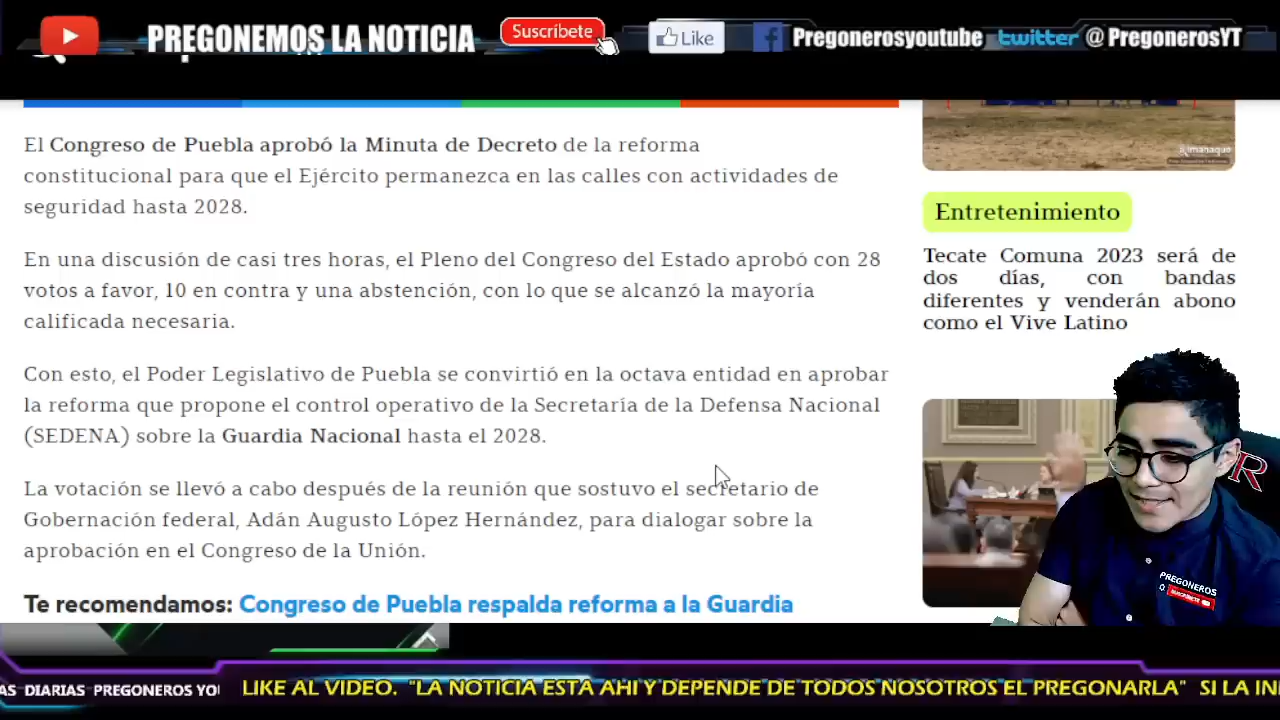 PREGONEMOS LA NOTICIA
Suscríbete
Like
Pregonerosyoutube
twitter @PregonerosYT
El Congreso de Puebla aprobó la Minuta de Decreto de la reforma
constitucional para que el Ejército permanezca en las calles con actividades de
seguridad hasta 2028.
En una discusión de casi tres horas, el Pleno del Congreso del Estado aprobó con 28
votos a favor, 10 en contra y una abstención, con lo que se alcanzó la mayoría
calificada necesaria.
Con esto, el Poder Legislativo de Puebla se convirtió en la octava entidad en aprobar
la reforma que propone el control operativo de la Secretaría de la Defensa Nacional
(SEDENA) sobre la Guardia Nacional hasta el 2028.
La votación se llevó a cabo después de la reunión que sostuvo el secretario de
Gobernación federal, Adán Augusto López Hernández, para dialogar sobre la
aprobación en el Congreso de la Unión.
Te recomendamos: Congreso de Puebla respalda reforma a la Guardia
Entretenimiento
Tecate Comuna 2023 será de
dos días, con bandas
diferentes y venderán abono
como el Vive Latino
R
PREGONEROS
AS DIARIAS PREGONEROS YO
LIKE AL VIDEO. "LA NOTICIA ESTA AHI Y DEPENDE DE TODOS NOSOTROS EL PREGONARLA" SI LA IN